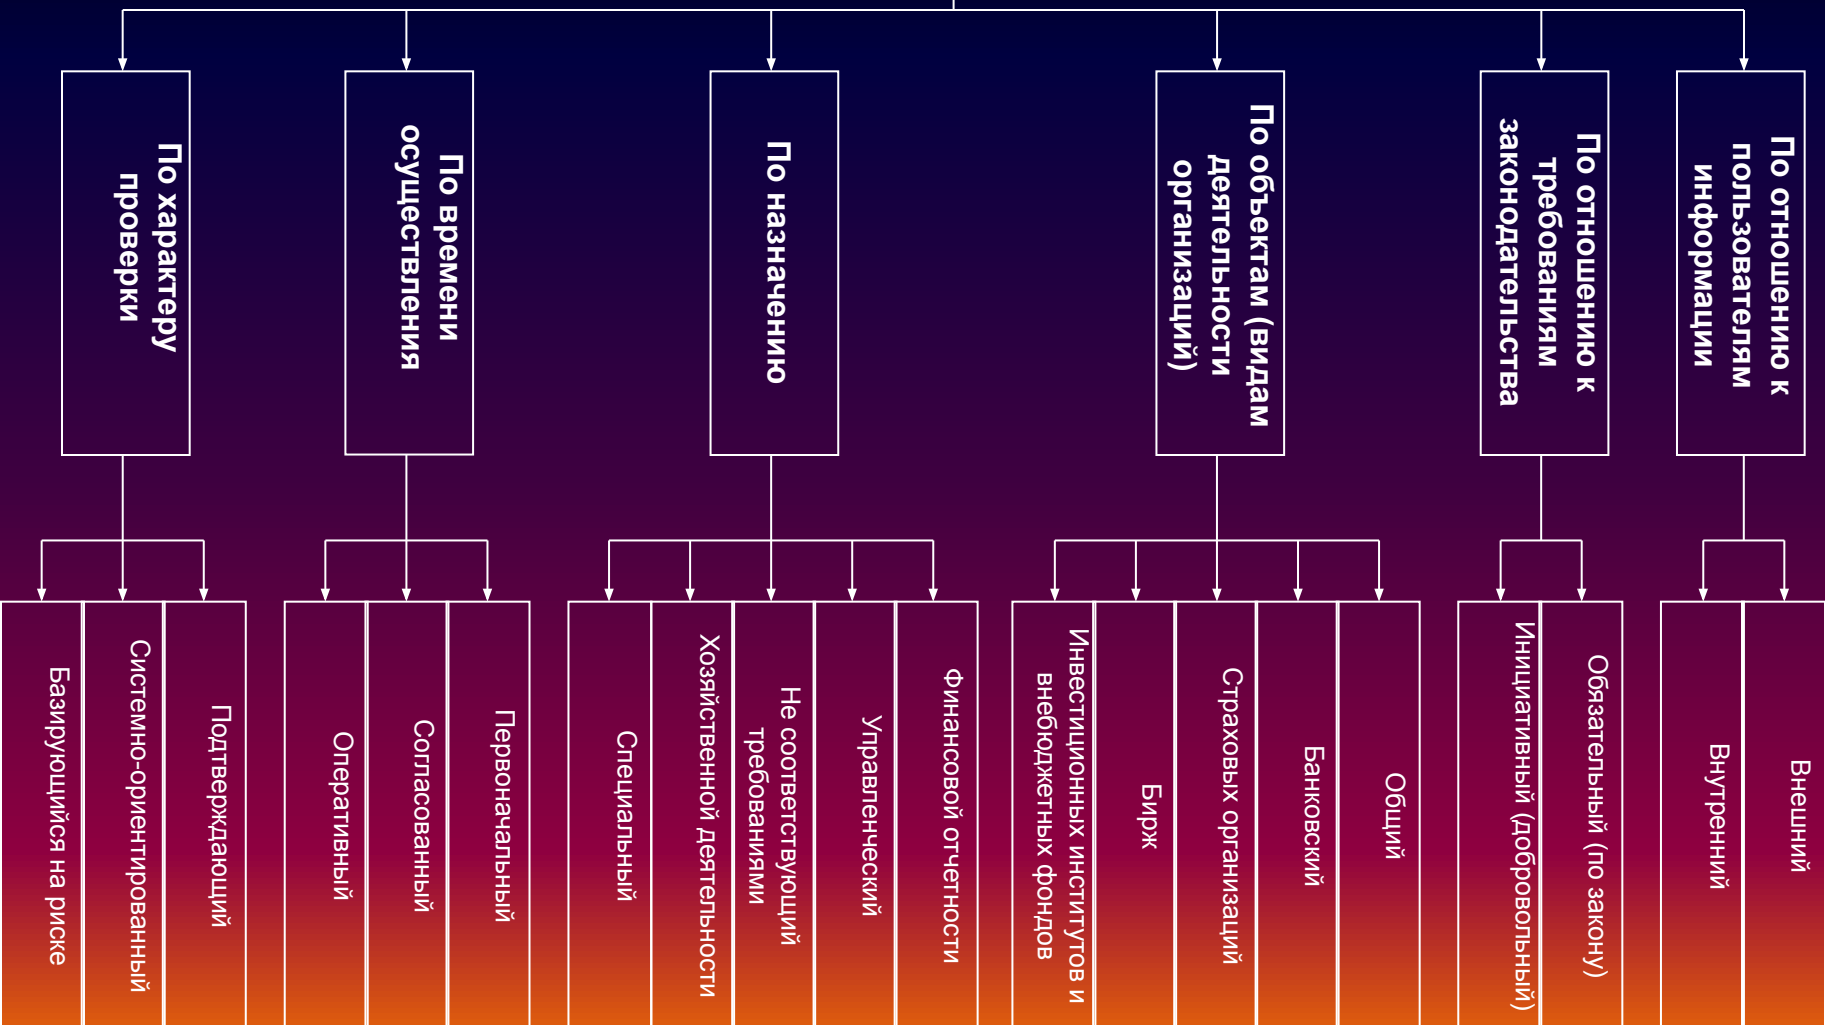 По отношению к
пользователям
информации
Внешний
Внутренний
По отношению к
требованиям
законодательства
Обязательный (по закону)
Инициативный (добровольный)
По объектам (видам
деятельности
организаций)
Общий
Банковский
Страховых организаций
Бирж
Инвестиционных институтов и
внебюджетных фондов
По назначению
Финансовой отчетности
Управленческий
Не соответствующий
требованиям
Хозяйственной деятельности
Специальный
По времени
осуществления
Первоначальный
Согласованный
Оперативный
По характеру
проверки
Подтверждающий
Системно-ориентированный
Базирующийся на риске